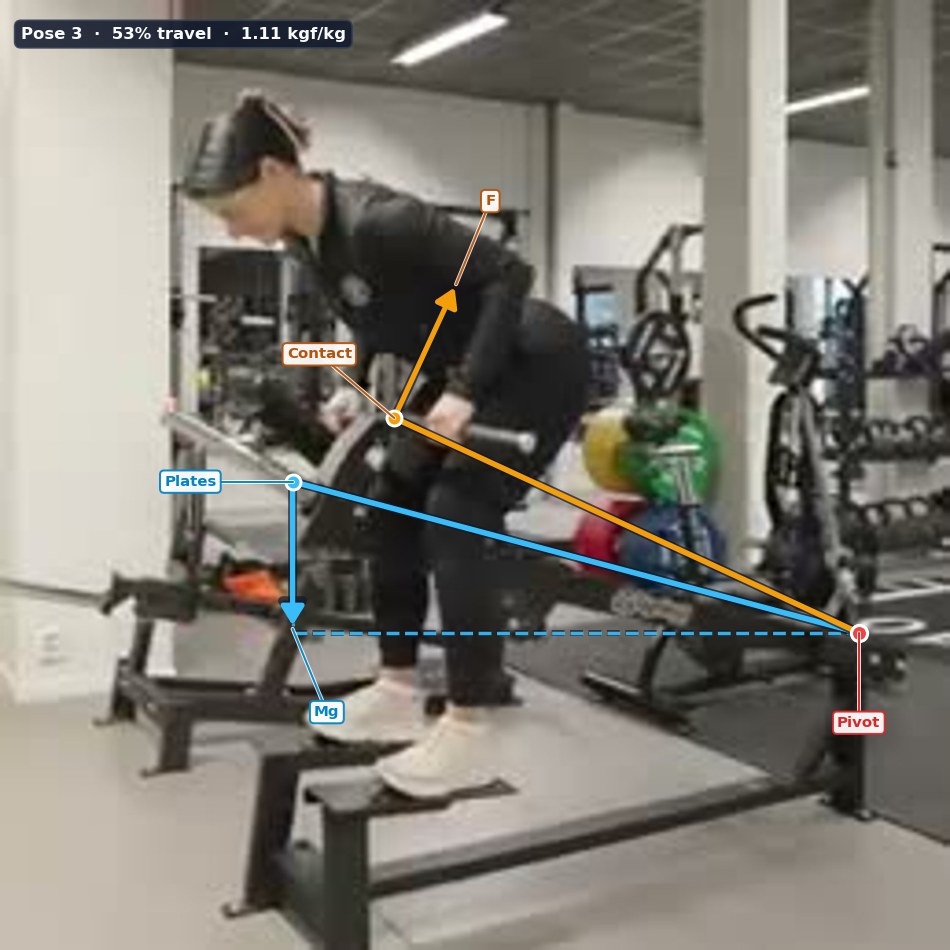 Pose 3 · 53% travel · 1.11 kgf/kg
F
Contact
Plates
Mg
Pivot